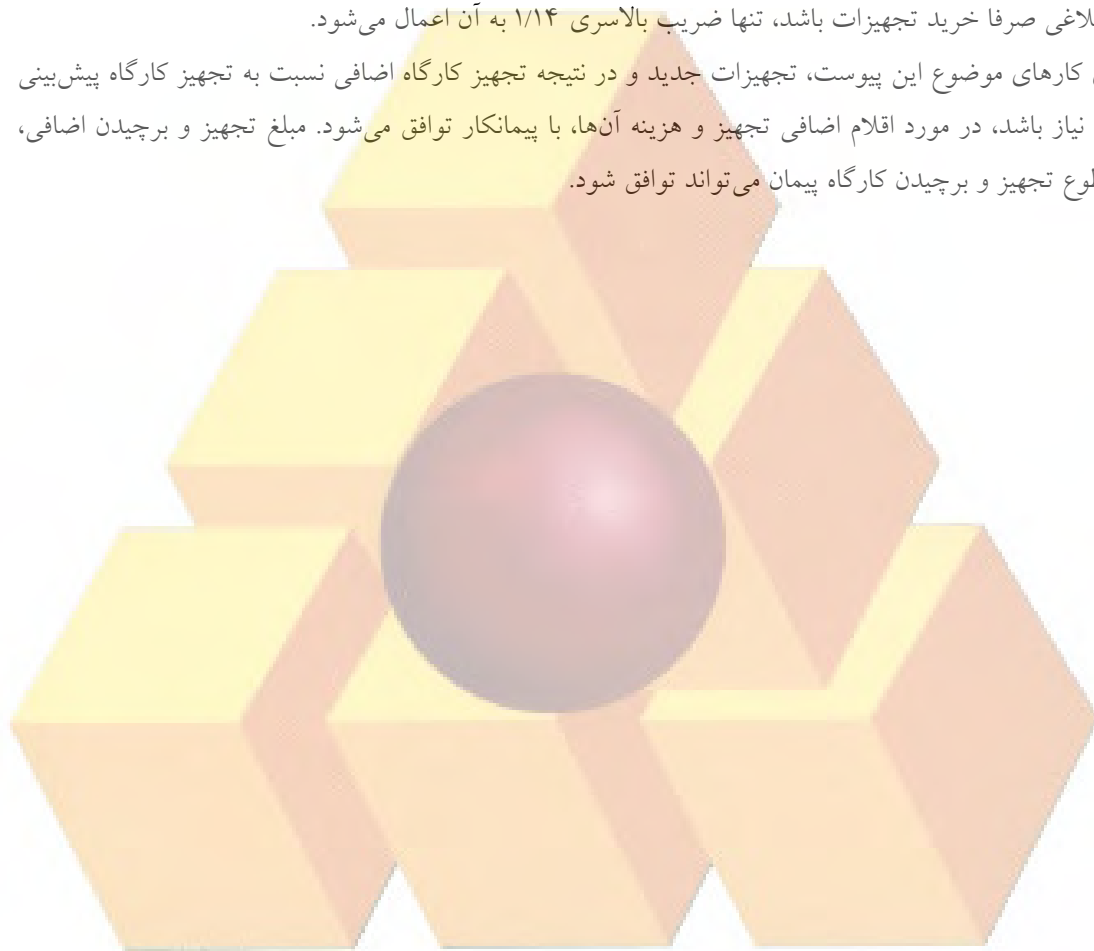 لاغی صرفا خرید تجهیزات باشد، تنها ضریب بالاسری ۱/۱۴ به آن اعمال می‌شود.
کارهای موضوع این پیوست، تجهیزات جدید و در نتیجه تجهیز کارگاه اضافی نسبت به تجهیز کارگاه پیش‌بینی
نیاز باشد، در مورد اقلام اضافی تجهیز و هزینه آن‌ها، با پیمانکار توافق می‌شود. مبلغ تجهیز و برچیدن اضافی،
طوع تجهیز و برچیدن کارگاه پیمان می‌تواند توافق شود.